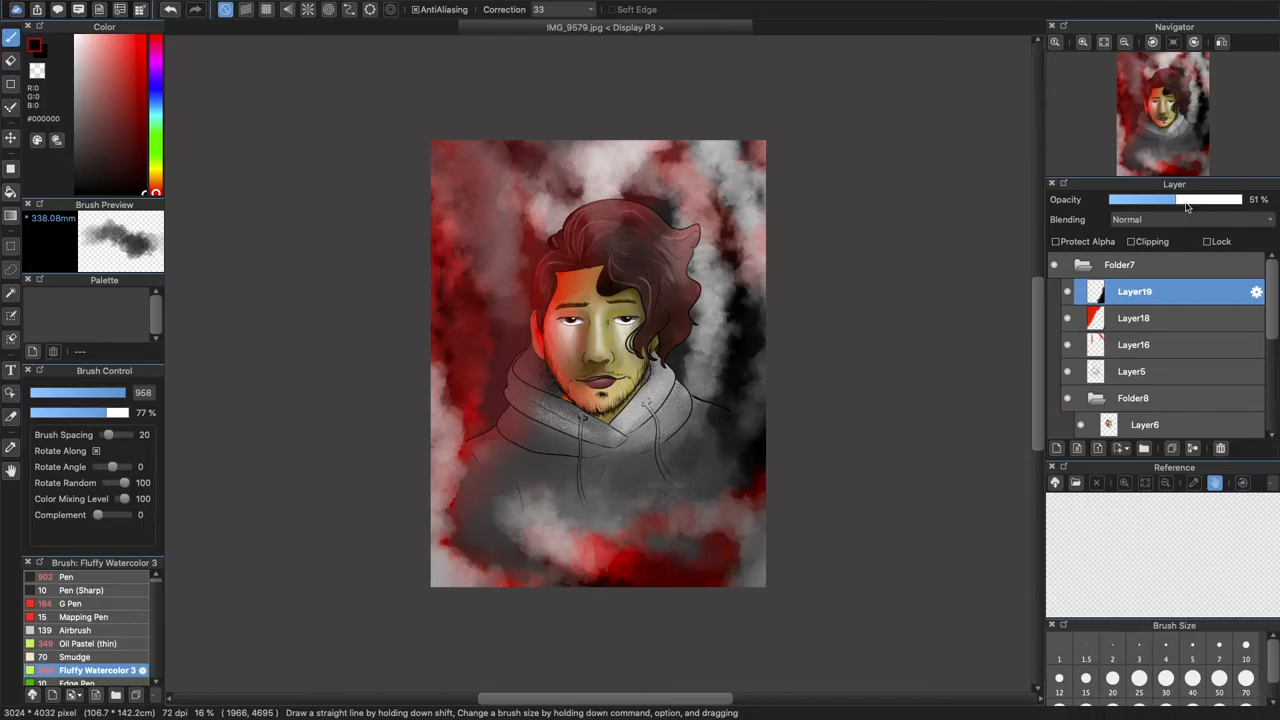 AntiAliasing Correction 33 Soft Edge
IMG_9579.jpg < Display P3 >
Color
R:0
G:0
B:0
#000000
Brush Preview
* 338.08mm
Palette
---
Brush Control
958
77 %
Brush Spacing 20
Rotate Along
Rotate Angle 0
Rotate Random 100
Color Mixing Level 100
Complement 0
Brush: Fluffy Watercolor 3
902 Pen
10 Pen (Sharp)
184 G Pen
15 Mapping Pen
139 Airbrush
349 Oil Pastel (thin)
70 Smudge
Fluffy Watercolor 3
Edge Pen
Navigator
Layer
Opacity 51 %
Blending Normal
Protect Alpha Clipping Lock
Folder7
Layer19
Layer18
Layer16
Layer5
Folder8
Layer6
Reference
Brush Size
1 1.5 2 3 4 5 7 10
12 15 20 25 30 40 50 70
3024 * 4032 pixel (106.7 * 142.2cm) 72 dpi 16 % ( 1966, 4695 ) Draw a straight line by holding down shift, Change a brush size by holding down command, option, and dragging